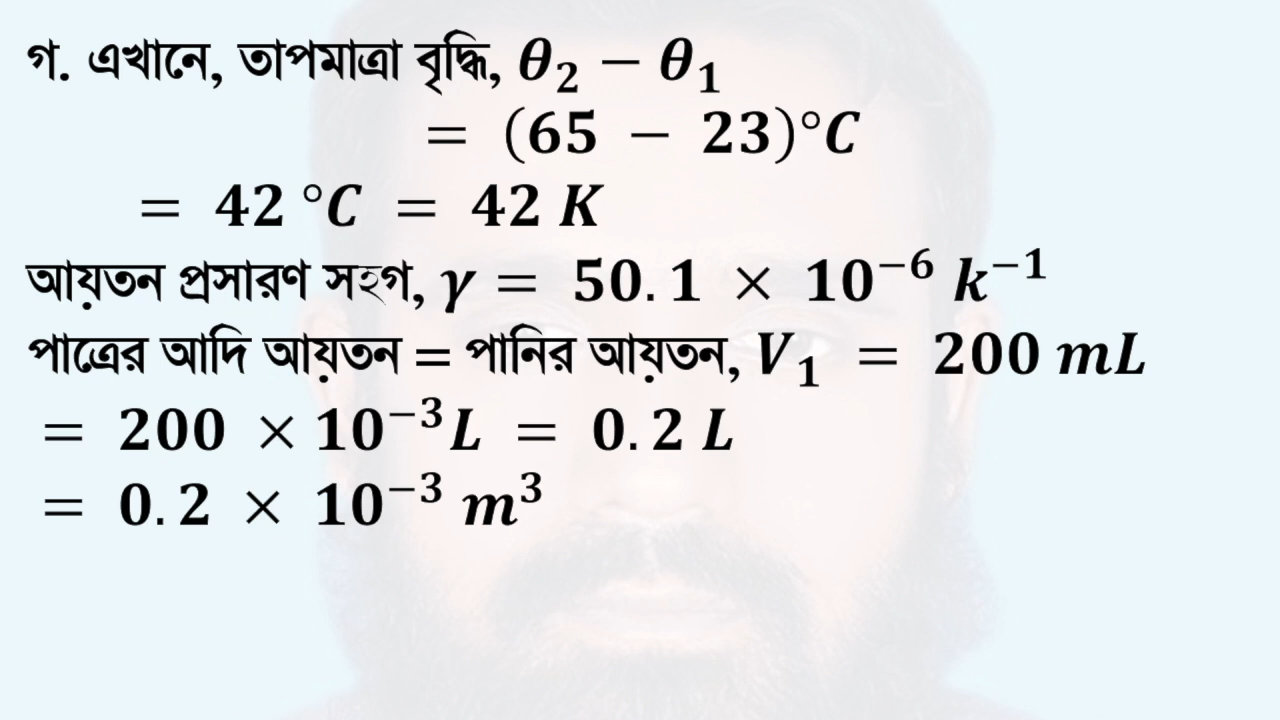 গ. এখানে, তাপমাত্রা বৃদ্ধি, θ₂ − θ₁
= (65 − 23)°C
= 42 °C = 42 K
আয়তন প্রসারণ সহগ, γ = 50.1 × 10⁻⁶ k⁻¹
পাত্রের আদি আয়তন = পানির আয়তন, V₁ = 200 mL
= 200 × 10⁻³L = 0.2 L
= 0.2 × 10⁻³ m³